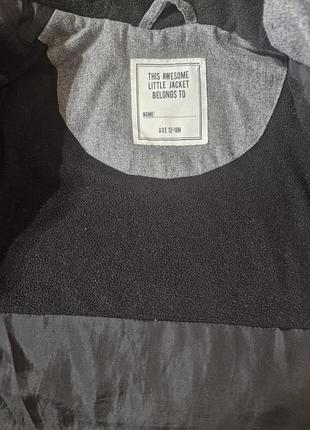 THIS AWESOME
LITTLE JACKET
BELONGS TO
NAME:
AGE 12-18M